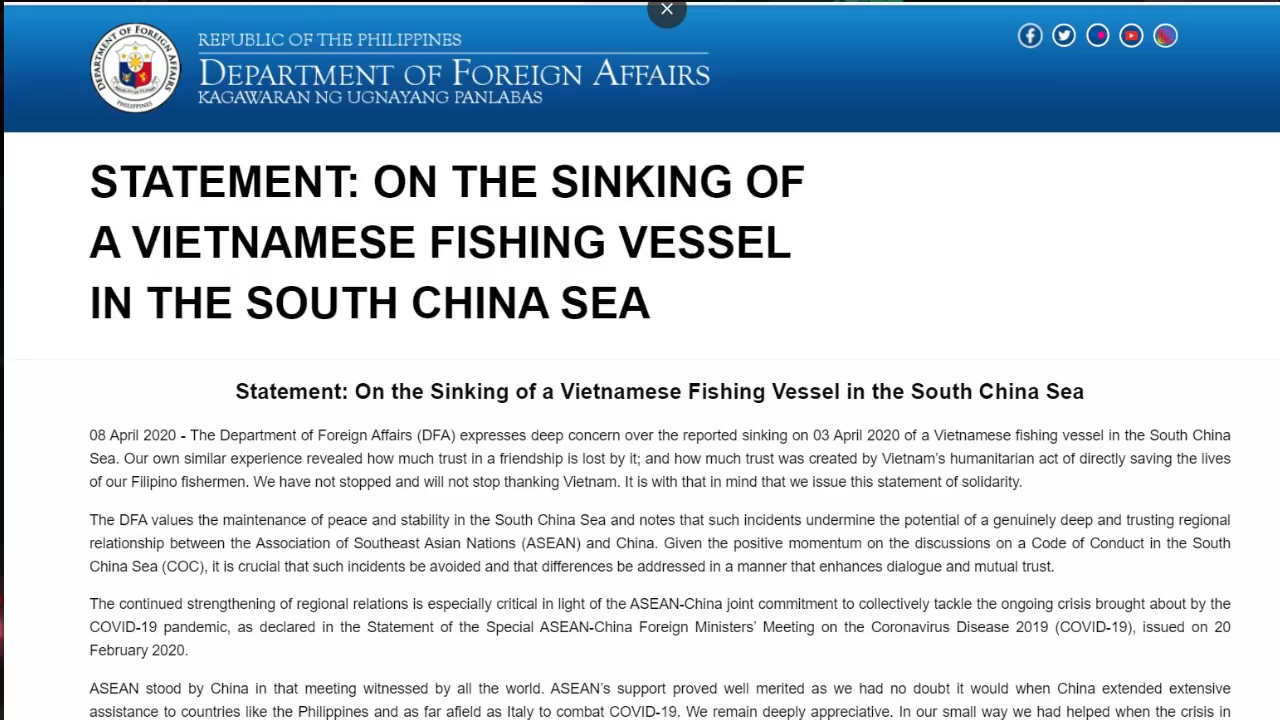 DEPARTMENT OF FOREIGN AFFAIRS
PHILIPPINES
REPUBLIC OF THE PHILIPPINES
DEPARTMENT OF FOREIGN AFFAIRS
KAGAWARAN NG UGNAYANG PANLABAS
STATEMENT: ON THE SINKING OF
A VIETNAMESE FISHING VESSEL
IN THE SOUTH CHINA SEA
Statement: On the Sinking of a Vietnamese Fishing Vessel in the South China Sea
08 April 2020 - The Department of Foreign Affairs (DFA) expresses deep concern over the reported sinking on 03 April 2020 of a Vietnamese fishing vessel in the South China
Sea. Our own similar experience revealed how much trust in a friendship is lost by it; and how much trust was created by Vietnam's humanitarian act of directly saving the lives
of our Filipino fishermen. We have not stopped and will not stop thanking Vietnam. It is with that in mind that we issue this statement of solidarity.
The DFA values the maintenance of peace and stability in the South China Sea and notes that such incidents undermine the potential of a genuinely deep and trusting regional
relationship between the Association of Southeast Asian Nations (ASEAN) and China. Given the positive momentum on the discussions on a Code of Conduct in the South
China Sea (COC), it is crucial that such incidents be avoided and that differences be addressed in a manner that enhances dialogue and mutual trust.
The continued strengthening of regional relations is especially critical in light of the ASEAN-China joint commitment to collectively tackle the ongoing crisis brought about by the
COVID-19 pandemic, as declared in the Statement of the Special ASEAN-China Foreign Ministers' Meeting on the Coronavirus Disease 2019 (COVID-19), issued on 20
February 2020.
ASEAN stood by China in that meeting witnessed by all the world. ASEAN's support proved well merited as we had no doubt it would when China extended extensive
assistance to countries like the Philippines and as far afield as Italy to combat COVID-19. We remain deeply appreciative. In our small way we had helped when the crisis in